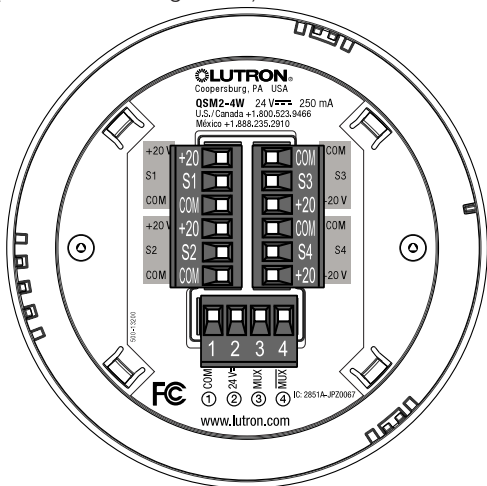 LUTRON®
Coopersburg, PA USA
QSM2-4W 24 V⎓ 250 mA
U.S./Canada +1.800.523.9466
México +1.888.235.2910
+20 V +20 COM COM
S1 S1 S3 S3
COM COM +20 -20 V
+20 V +20 COM COM
S2 S2 S4 S4
COM COM +20 -20 V
1 2 3 4
COM 24 V⎓ MUX M̅U̅X̅
① ② ③ ④
500-13200
FC
IC: 2851A-JPZ0067
www.lutron.com